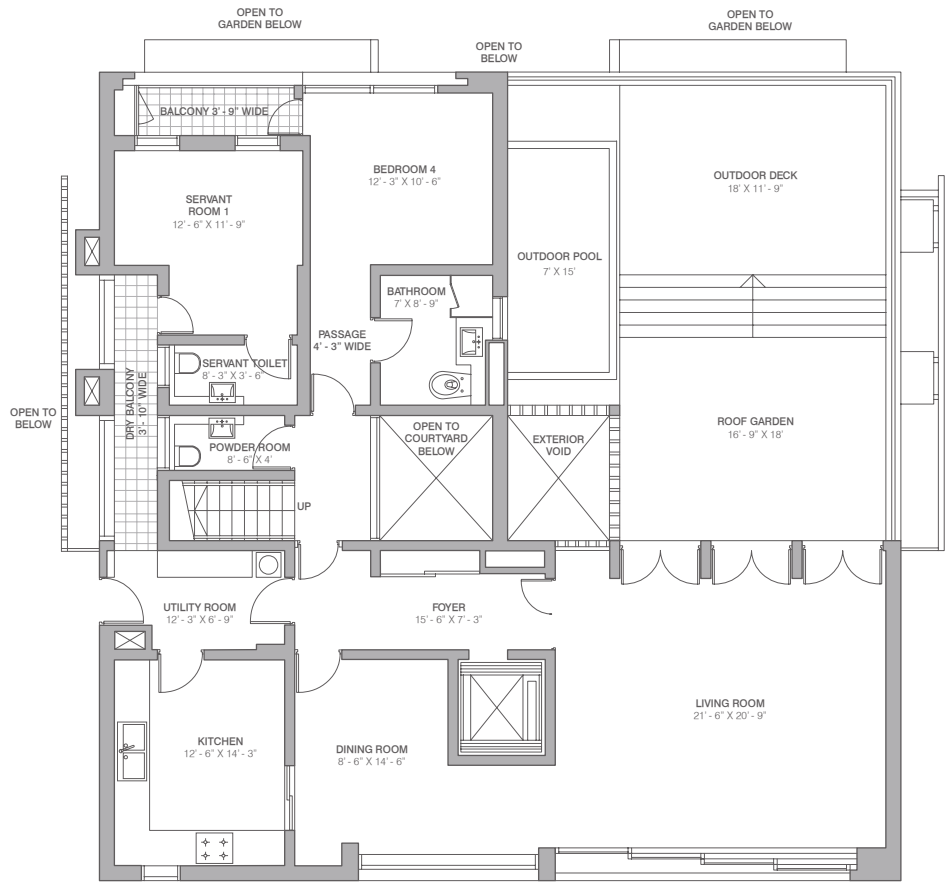 OPEN TO
GARDEN BELOW
OPEN TO
GARDEN BELOW
OPEN TO
BELOW
BALCONY 3' - 9" WIDE
BEDROOM 4
12' - 3" X 10' - 6"
OUTDOOR DECK
18' X 11' - 9"
SERVANT
ROOM 1
12' - 6" X 11' - 9"
OUTDOOR POOL
7' X 15'
BATHROOM
7' X 8' - 9"
PASSAGE
4' - 3" WIDE
SERVANT TOILET
8' - 3" X 3' - 6"
DRY BALCONY
3' - 10" WIDE
OPEN TO
BELOW
POWDER ROOM
8' - 6" X 4'
OPEN TO
COURTYARD
BELOW
EXTERIOR
VOID
ROOF GARDEN
16' - 9" X 18'
UP
UTILITY ROOM
12' - 3" X 6' - 9"
FOYER
15' - 6" X 7' - 3"
LIVING ROOM
21' - 6" X 20' - 9"
KITCHEN
12' - 6" X 14' - 3"
DINING ROOM
8' - 6" X 14' - 6"